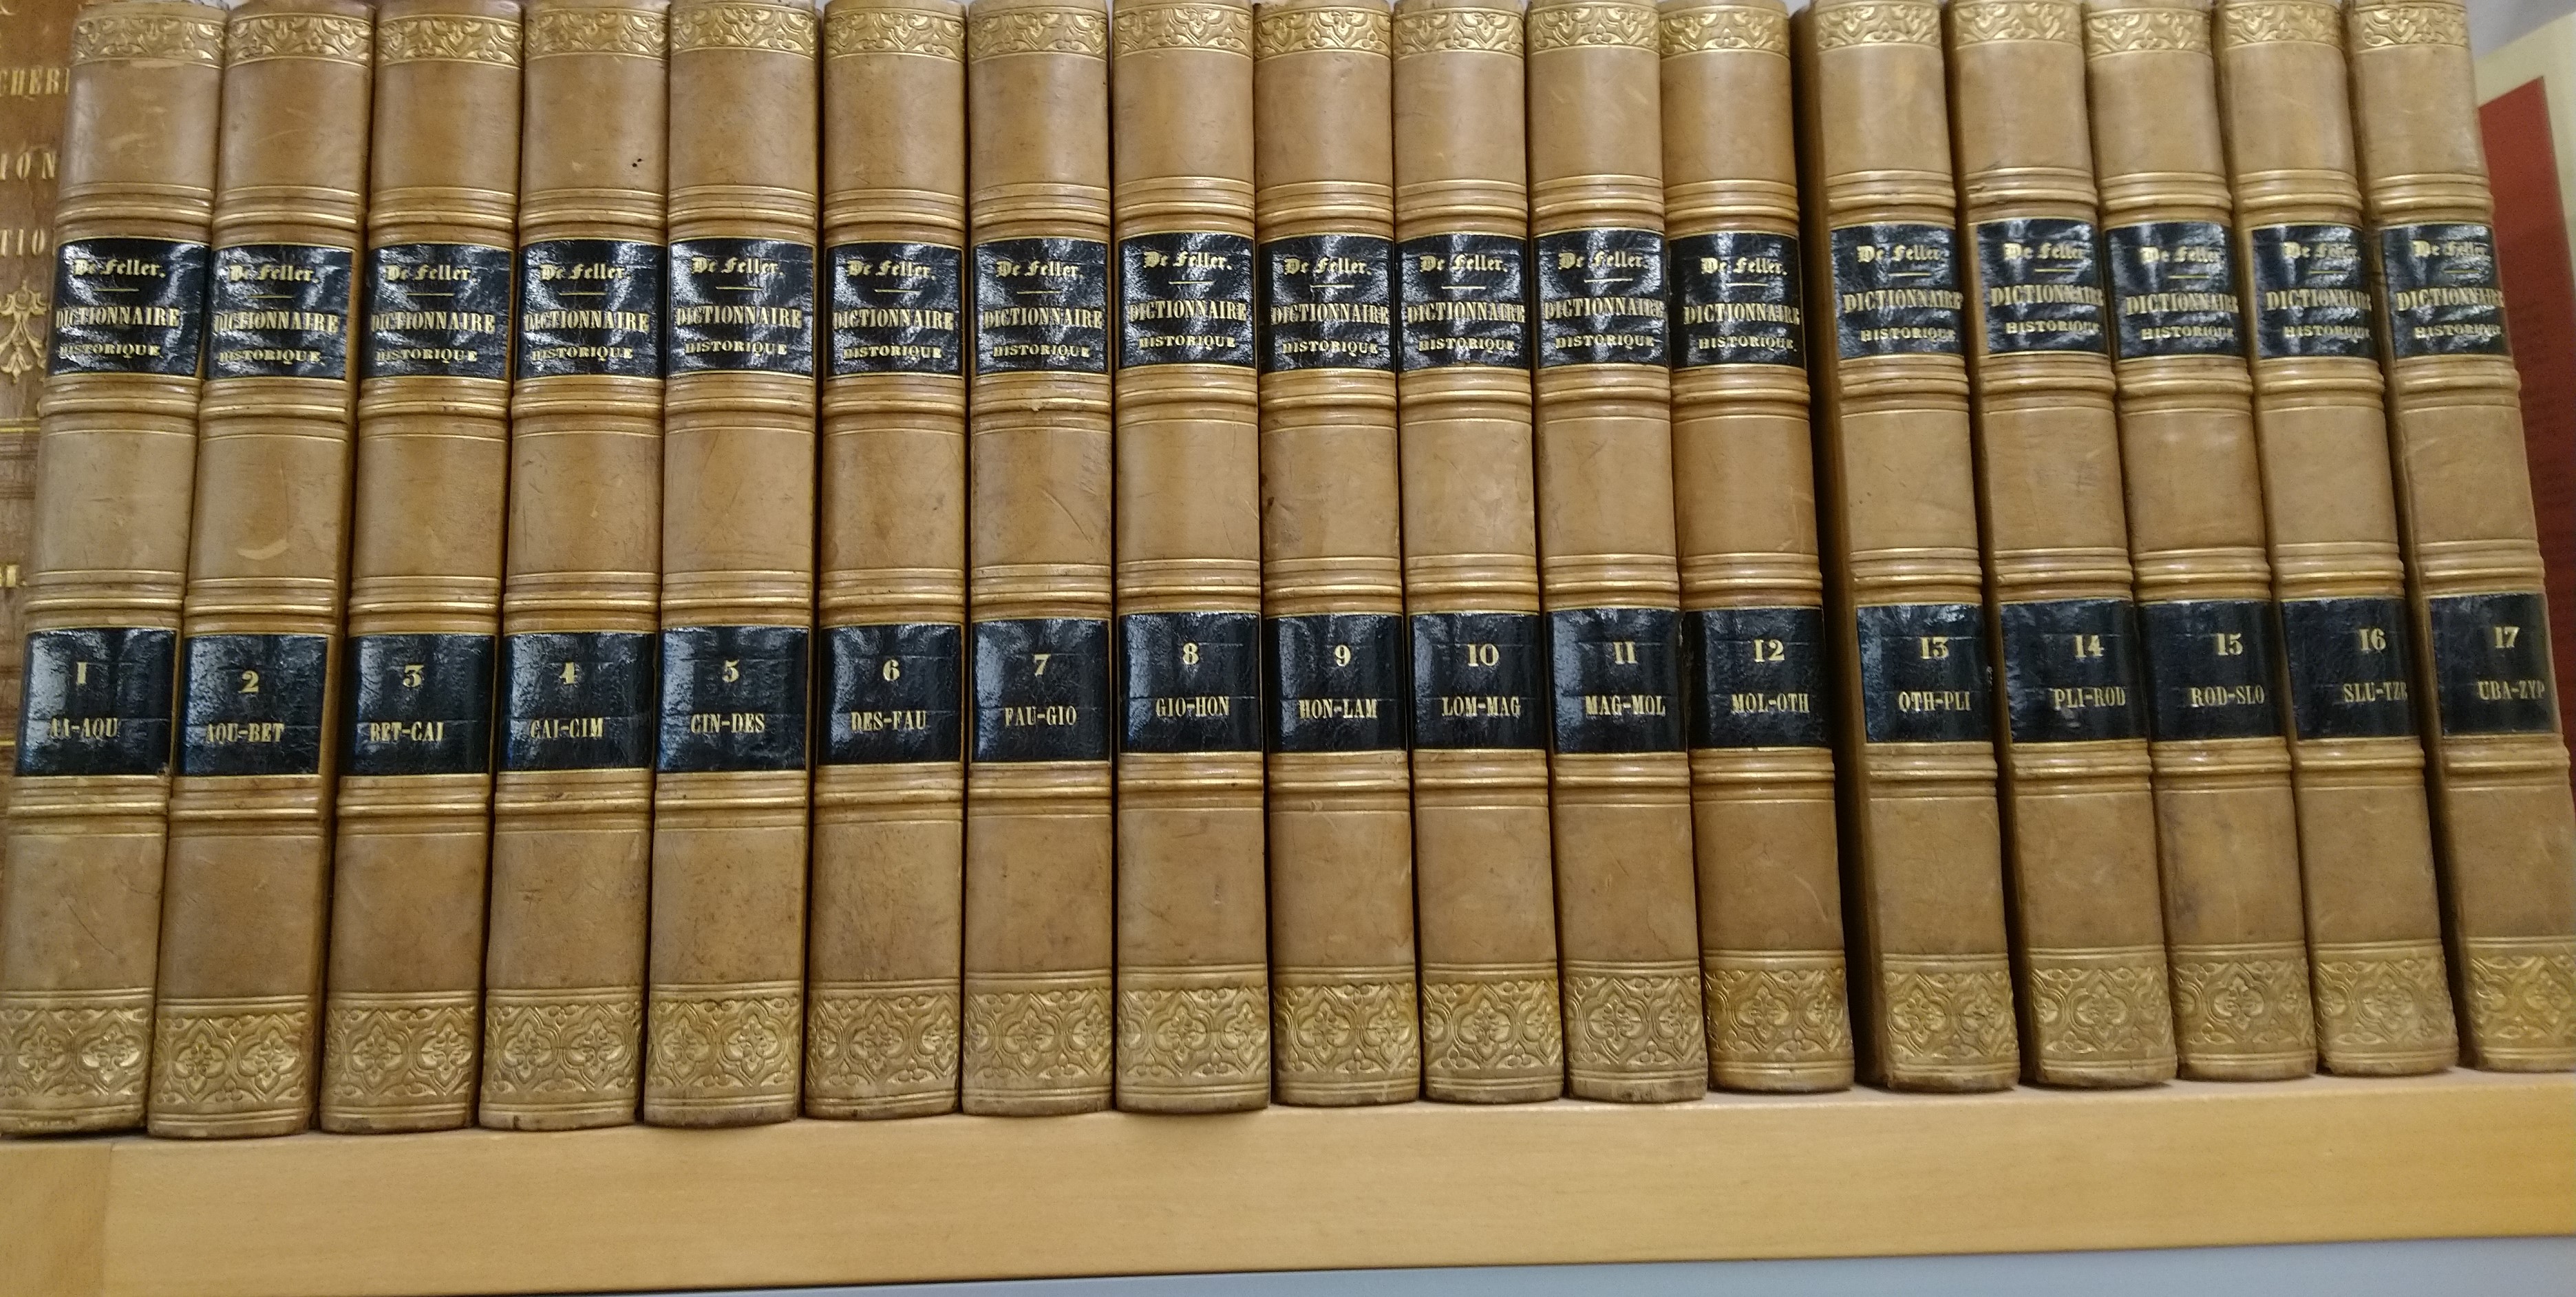 De Feller.
DICTIONNAIRE
HISTORIQUE
1
AA-AQU
De Feller.
DICTIONNAIRE
HISTORIQUE
2
AQU-BET
De Feller.
DICTIONNAIRE
HISTORIQUE
3
BET-CAI
De Feller.
DICTIONNAIRE
HISTORIQUE
4
CAI-CIM
De Feller.
DICTIONNAIRE
HISTORIQUE
5
CIN-DES
De Feller.
DICTIONNAIRE
HISTORIQUE
6
DES-FAU
De Feller.
DICTIONNAIRE
HISTORIQUE
7
FAU-GIO
De Feller.
DICTIONNAIRE
HISTORIQUE
8
GIO-HON
De Feller.
DICTIONNAIRE
HISTORIQUE
9
HON-LAM
De Feller.
DICTIONNAIRE
HISTORIQUE
10
LOM-MAG
De Feller.
DICTIONNAIRE
HISTORIQUE
11
MAG-MOL
De Feller.
DICTIONNAIRE
HISTORIQUE.
12
MOL-OTH
De Feller.
DICTIONNAIRE
HISTORIQUE
13
OTH-PLI
De Feller.
DICTIONNAIRE
HISTORIQUE
14
PLI-ROD
De Feller.
DICTIONNAIRE
HISTORIQUE
15
ROD-SLO
De Feller.
DICTIONNAIRE
HISTORIQUE
16
SLU-TZE
De Feller.
DICTIONNAIRE
HISTORIQUE
17
UBA-ZYP